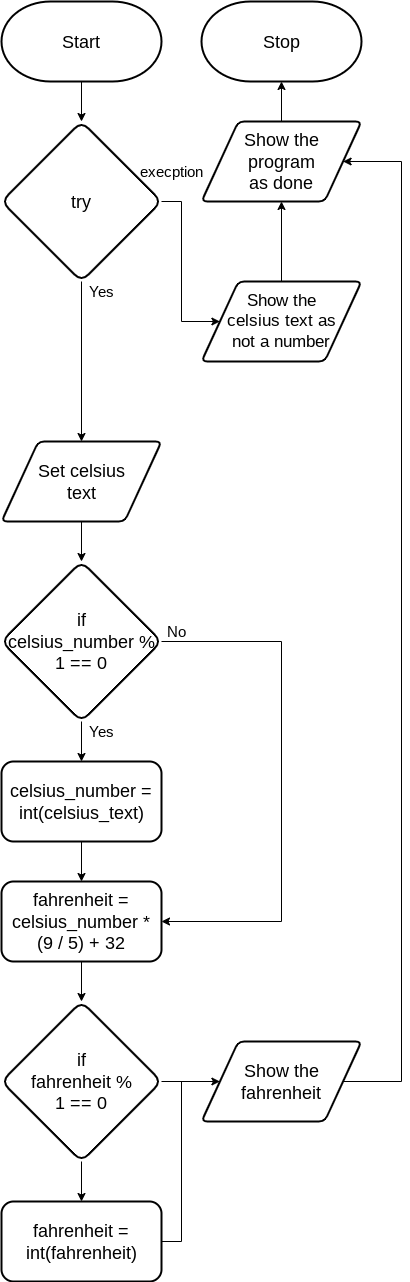 Start
Stop
try
execption
Show the
program
as done
Yes
Show the
celsius text as
not a number
Set celsius
text
if
celsius_number %
1 == 0
No
Yes
celsius_number =
int(celsius_text)
fahrenheit =
celsius_number *
(9 / 5) + 32
if
fahrenheit %
1 == 0
Show the
fahrenheit
fahrenheit =
int(fahrenheit)